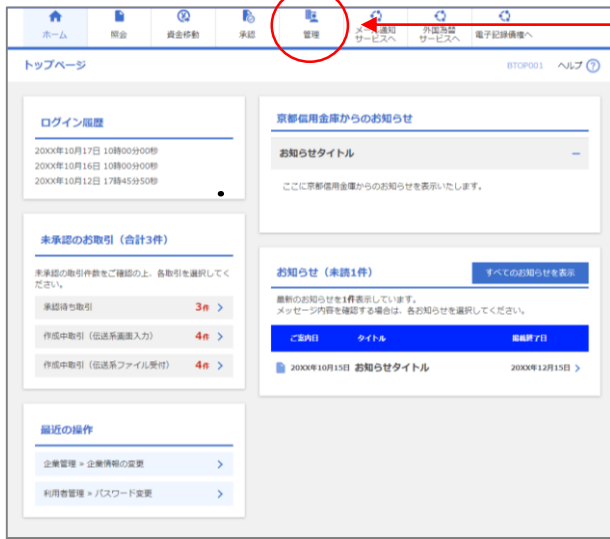 ホーム
照会
資金移動
承認
管理
メール通知
サービスへ
外国為替
サービスへ
電子記録債権へ
トップページ
BTOP001
ヘルプ ?
ログイン履歴
20XX年10月17日 10時00分00秒
20XX年10月16日 10時00分00秒
20XX年10月12日 17時45分50秒
未承認のお取引（合計3件）
未承認の取引件数をご確認の上、各取引を選択してく
ださい。
承認待ち取引 3件
作成中取引（伝送系画面入力） 4件
作成中取引（伝送系ファイル受付） 4件
最近の操作
企業管理 » 企業情報の変更
利用者管理 » パスワード変更
京都信用金庫からのお知らせ
お知らせタイトル
ここに京都信用金庫からのお知らせを表示いたします。
お知らせ（未読1件）
すべてのお知らせを表示
最新のお知らせを1件表示しています。
メッセージ内容を確認する場合は、各お知らせを選択してください。
ご案内日 タイトル 掲載終了日
20XX年10月15日 お知らせタイトル 20XX年12月15日